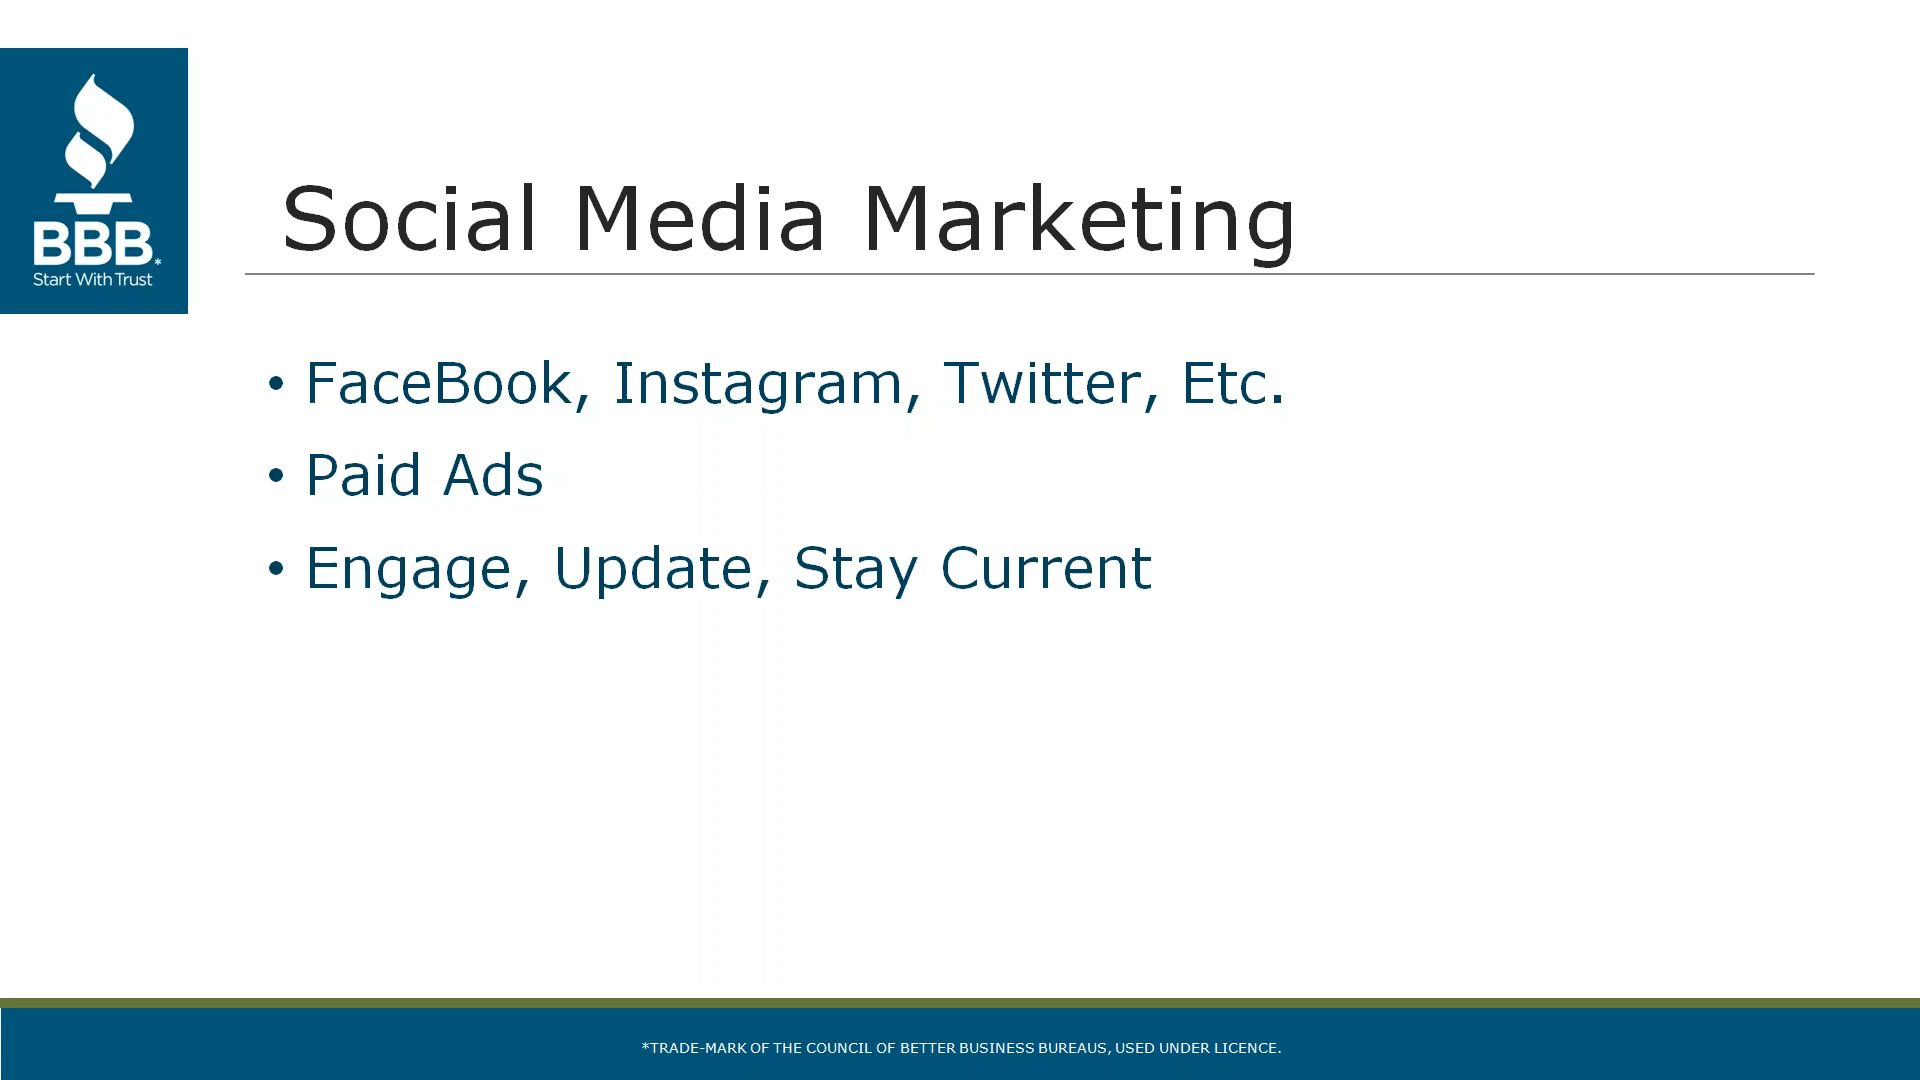 BBB.*
Start With Trust
Social Media Marketing
• FaceBook, Instagram, Twitter, Etc.
• Paid Ads
• Engage, Update, Stay Current
*TRADE-MARK OF THE COUNCIL OF BETTER BUSINESS BUREAUS, USED UNDER LICENCE.